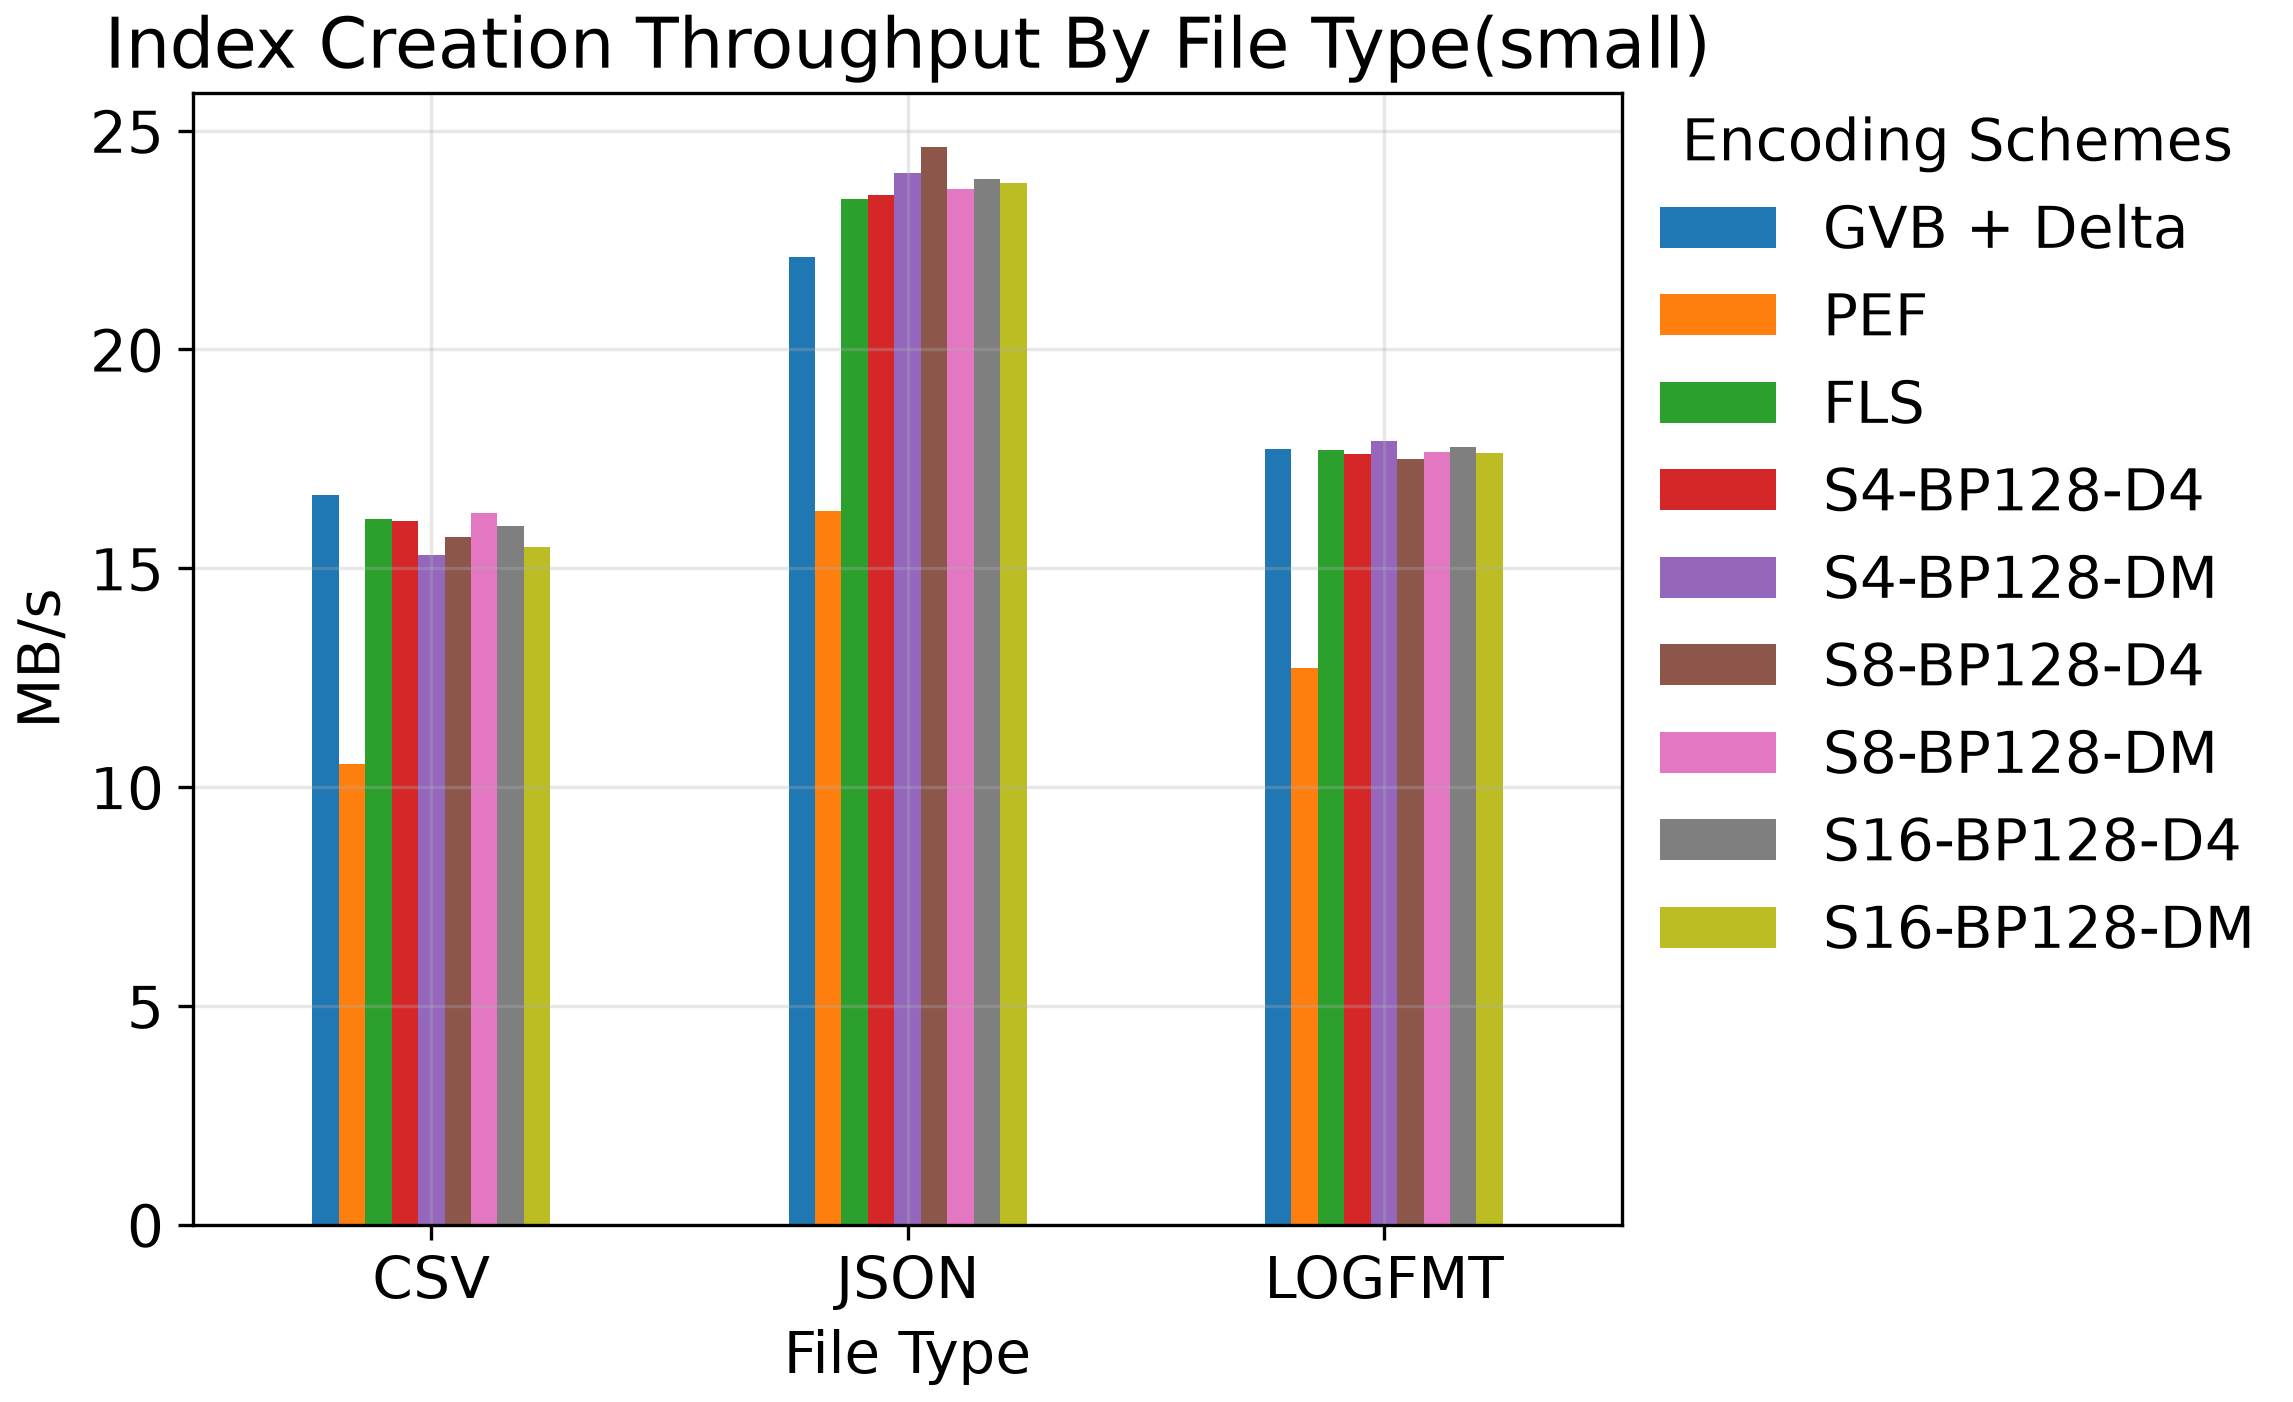 Index Creation Throughput By File Type(small)
MB/s
25
20
15
10
5
0
CSV
JSON
LOGFMT
File Type
Encoding Schemes
GVB + Delta
PEF
FLS
S4-BP128-D4
S4-BP128-DM
S8-BP128-D4
S8-BP128-DM
S16-BP128-D4
S16-BP128-DM